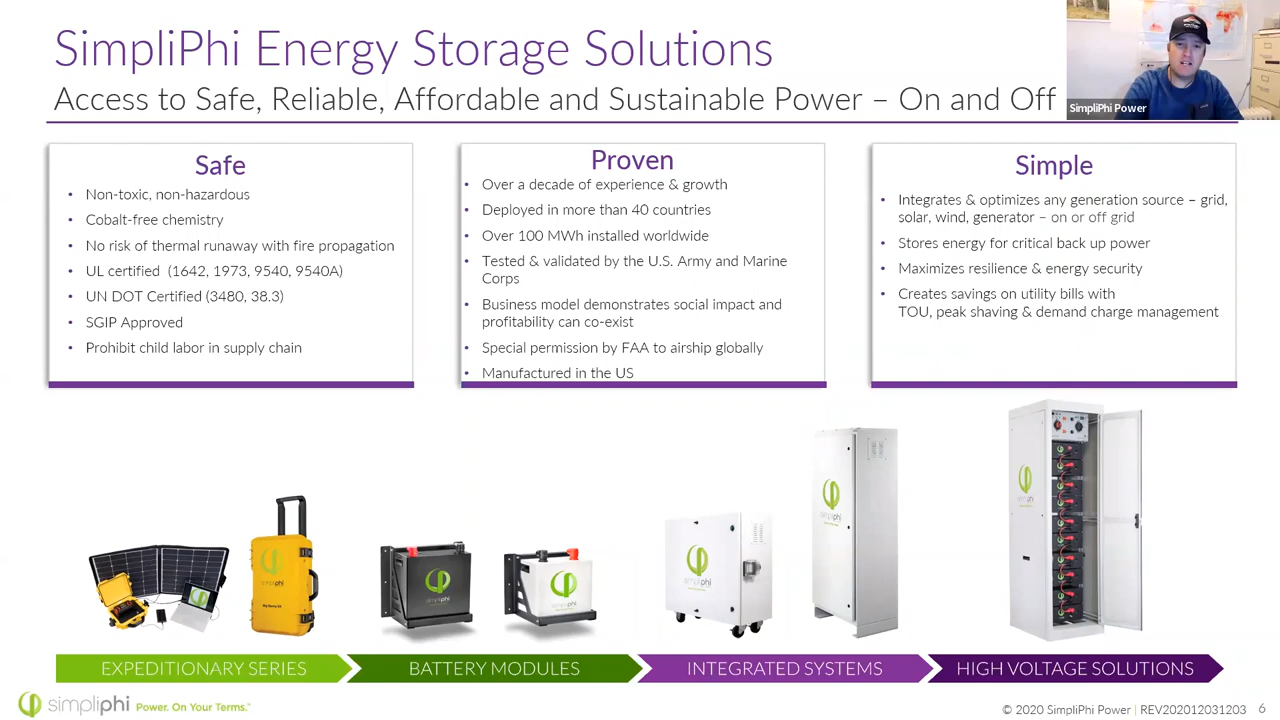 SimpliPhi Energy Storage Solutions
Access to Safe, Reliable, Affordable and Sustainable Power – On and Off
SimpliPhi Power
Safe
• Non-toxic, non-hazardous
• Cobalt-free chemistry
• No risk of thermal runaway with fire propagation
• UL certified (1642, 1973, 9540, 9540A)
• UN DOT Certified (3480, 38.3)
• SGIP Approved
• Prohibit child labor in supply chain
Proven
• Over a decade of experience & growth
• Deployed in more than 40 countries
• Over 100 MWh installed worldwide
• Tested & validated by the U.S. Army and Marine
Corps
• Business model demonstrates social impact and
profitability can co-exist
• Special permission by FAA to airship globally
• Manufactured in the US
Simple
• Integrates & optimizes any generation source – grid,
solar, wind, generator – on or off grid
• Stores energy for critical back up power
• Maximizes resilience & energy security
• Creates savings on utility bills with
TOU, peak shaving & demand charge management
simpliphi
simpliphi
simpliphi
simpliphi
simpliphi
simpliphi
EXPEDITIONARY SERIES
BATTERY MODULES
INTEGRATED SYSTEMS
HIGH VOLTAGE SOLUTIONS
simpliphi Power. On Your Terms.™
© 2020 SimpliPhi Power | REV202012031203 6